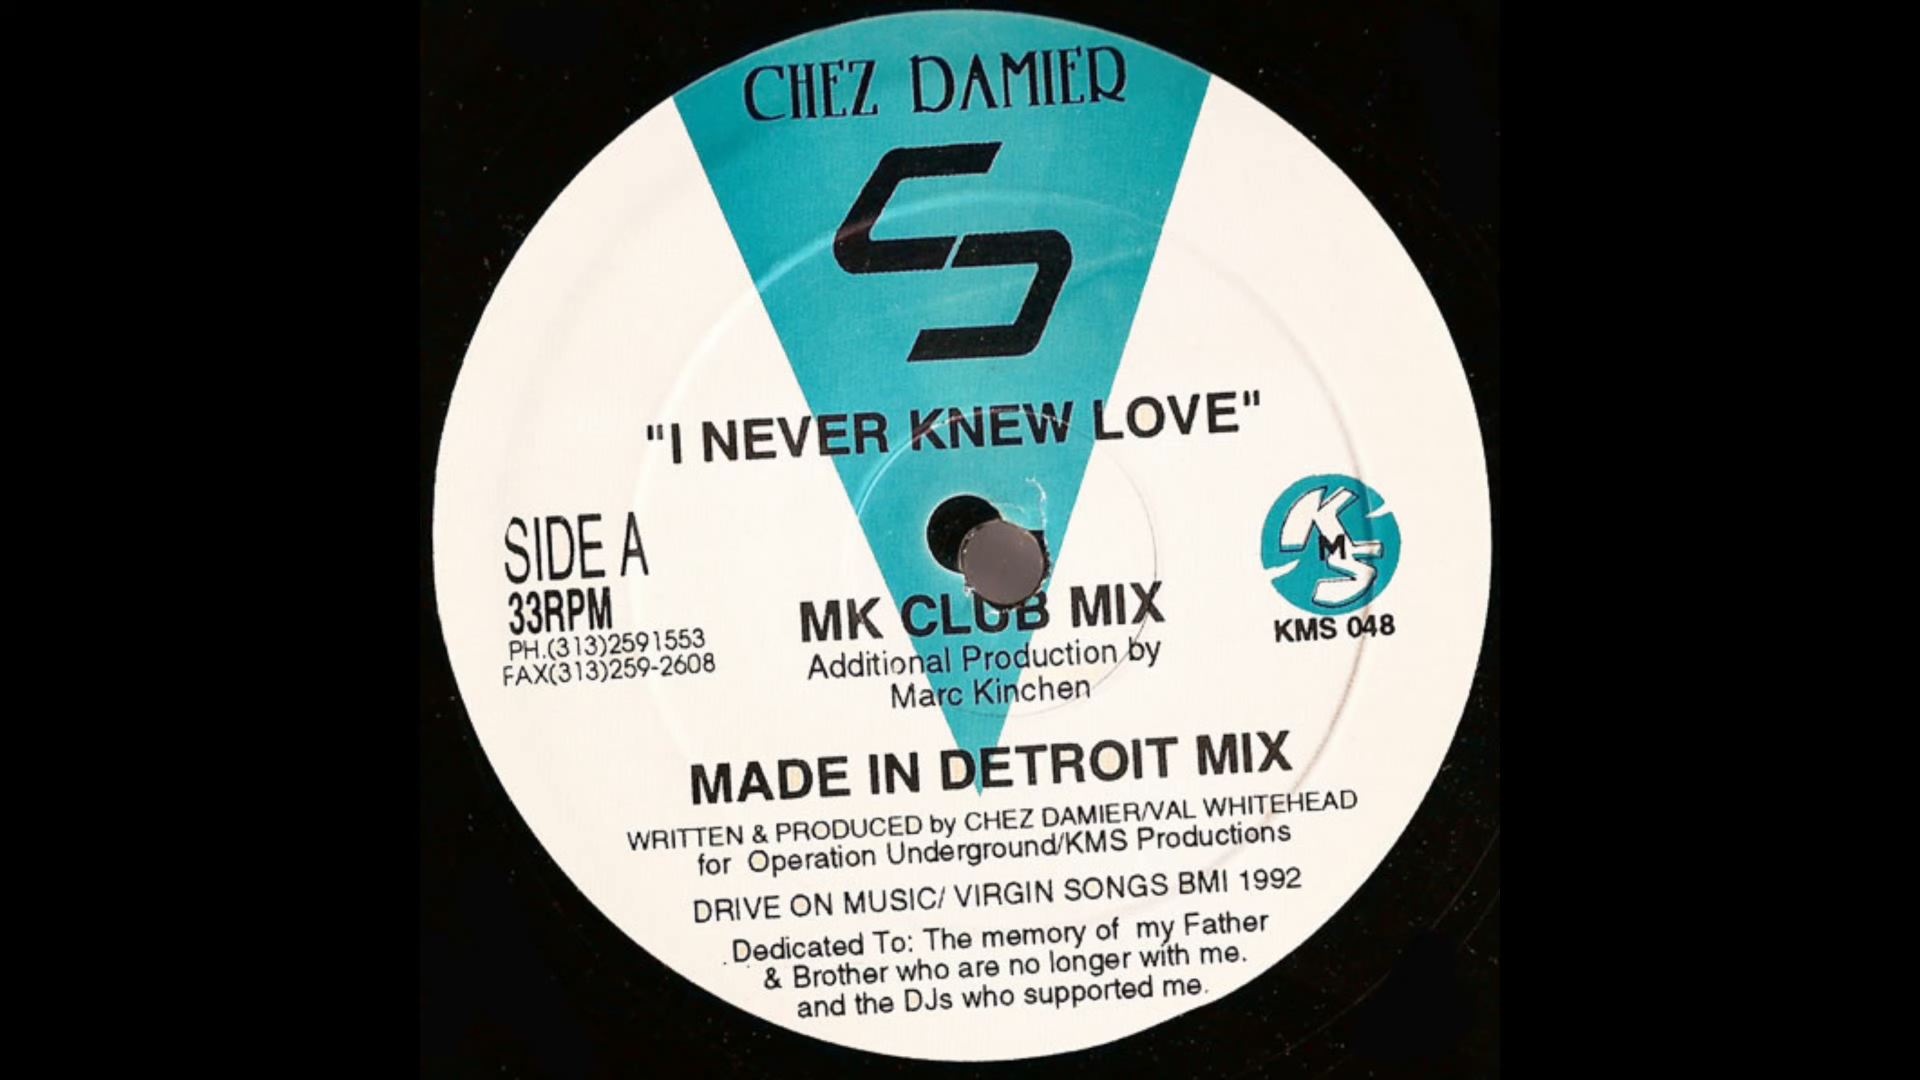 CHEZ DAMIER
CD
"I NEVER KNEW LOVE"
SIDE A
33RPM
PH.(313)2591553
FAX(313)259-2608
MK CLUB MIX
Additional Production by
Marc Kinchen
KMS
KMS 048
MADE IN DETROIT MIX
WRITTEN & PRODUCED by CHEZ DAMIER/VAL WHITEHEAD
for Operation Underground/KMS Productions
DRIVE ON MUSIC/ VIRGIN SONGS BMI 1992
Dedicated To: The memory of my Father
& Brother who are no longer with me.
and the DJs who supported me.